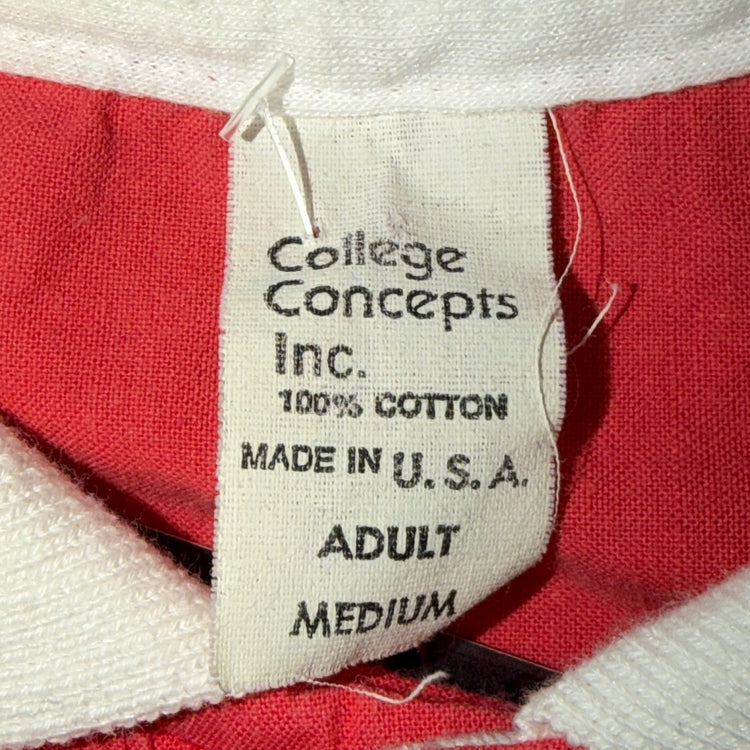 College
Concepts
Inc.
100% COTTON
MADE IN U.S.A.
ADULT
MEDIUM